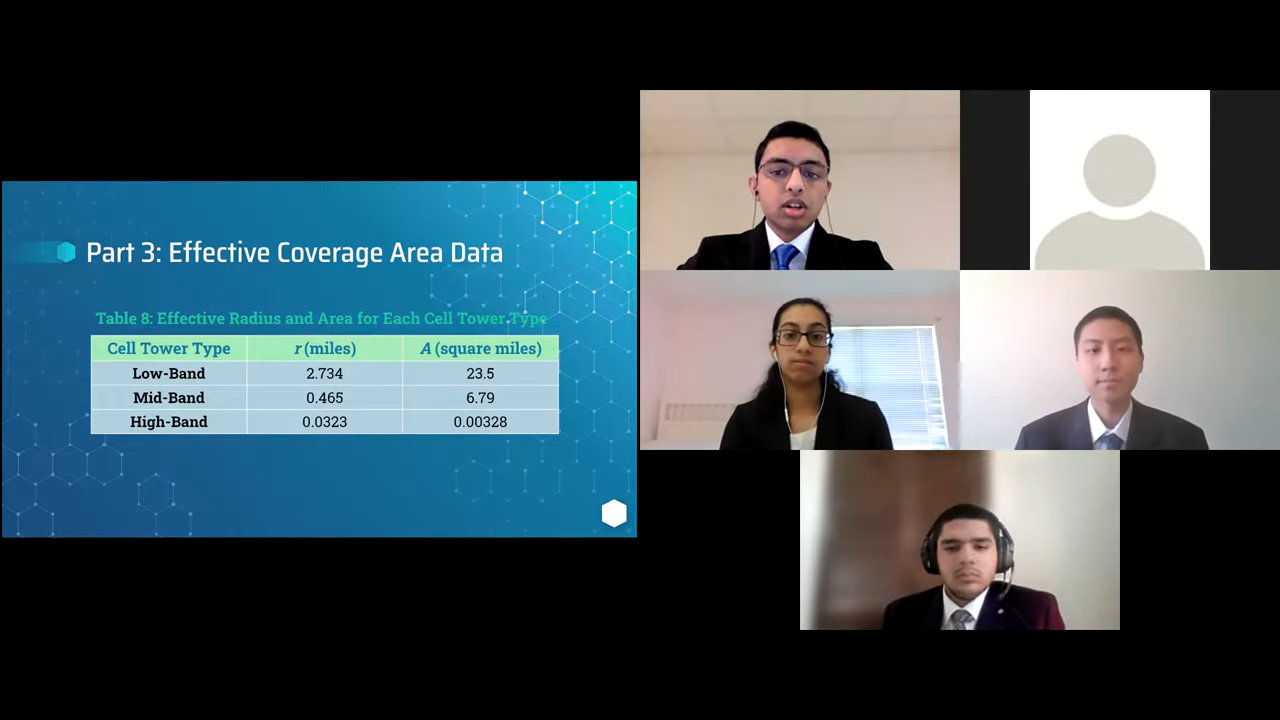 Part 3: Effective Coverage Area Data
Table 8: Effective Radius and Area for Each Cell Tower Type
Cell Tower Type r (miles) A (square miles)
Low-Band 2.734 23.5
Mid-Band 0.465 6.79
High-Band 0.0323 0.00328